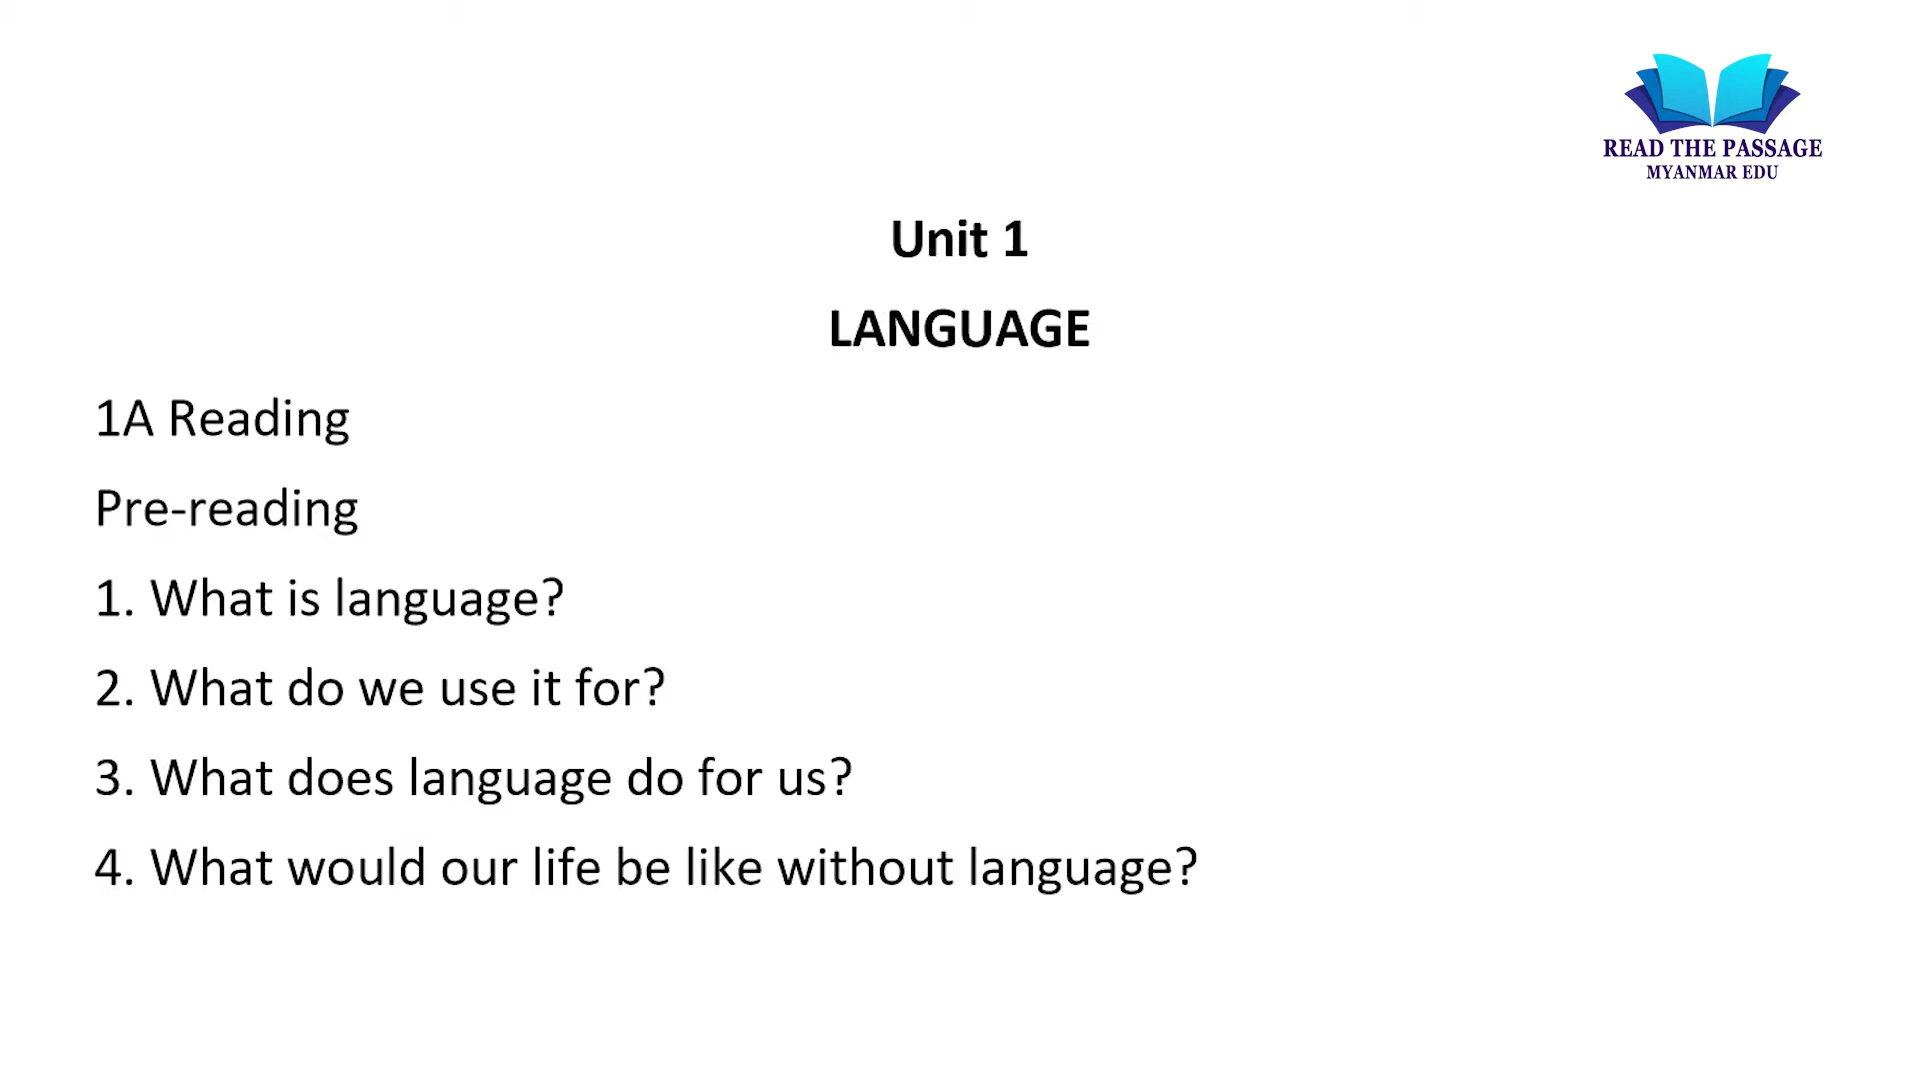 READ THE PASSAGE
MYANMAR EDU
Unit 1
LANGUAGE
1A Reading
Pre-reading
1. What is language?
2. What do we use it for?
3. What does language do for us?
4. What would our life be like without language?